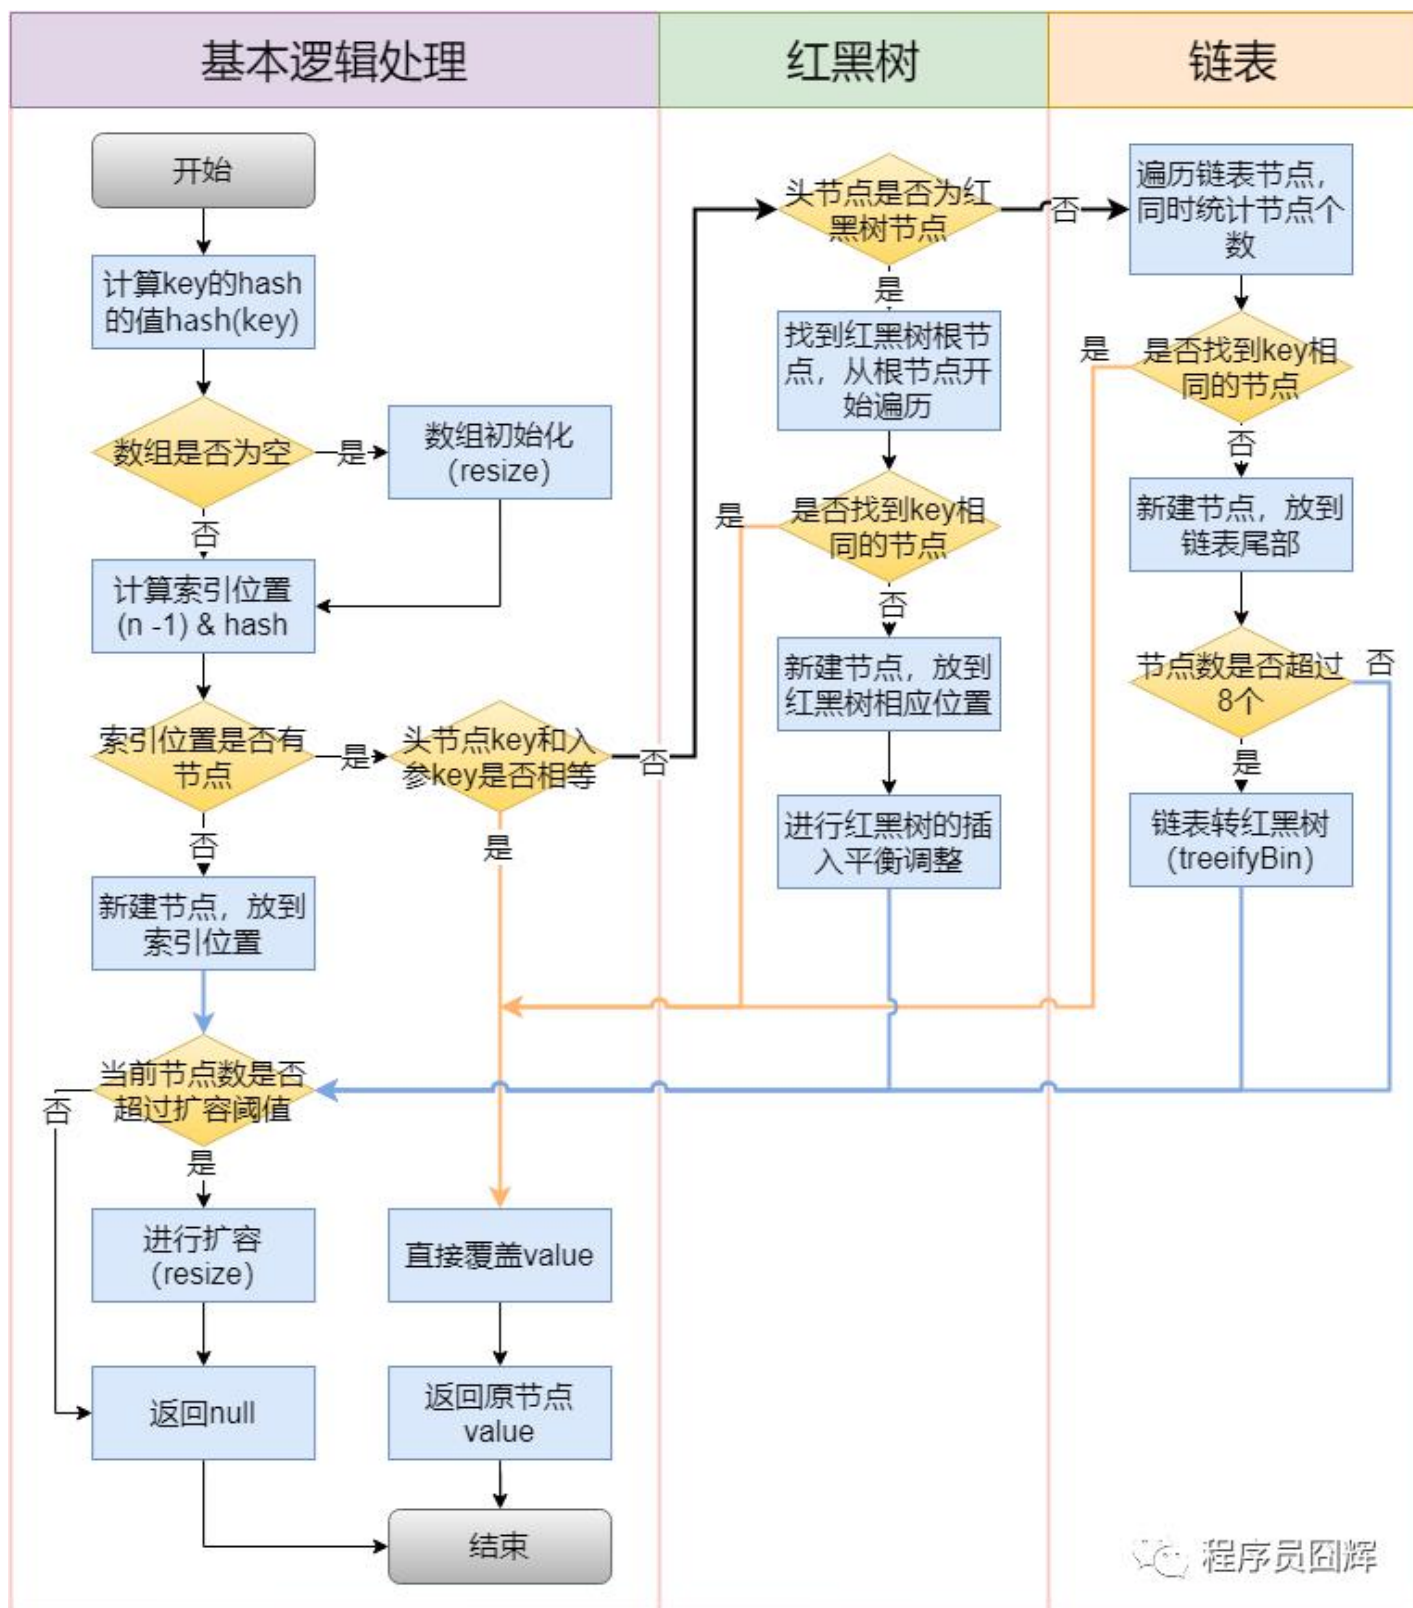 基本逻辑处理
红黑树
链表
开始
计算key的hash
的值hash(key)
数组是否为空
是
数组初始化
（resize）
否
计算索引位置
(n -1) & hash
索引位置是否有
节点
是
头节点key和入
参key是否相等
否
否
是
新建节点，放到
索引位置
当前节点数是否
超过扩容阈值
否
是
进行扩容
（resize）
直接覆盖value
返回null
返回原节点
value
结束
头节点是否为红
黑树节点
否
是
找到红黑树根节
点，从根节点开
始遍历
是
是否找到key相
同的节点
否
新建节点，放到
红黑树相应位置
进行红黑树的插
入平衡调整
遍历链表节点，
同时统计节点个
数
是
是否找到key相
同的节点
否
新建节点，放到
链表尾部
节点数是否超过
8个
否
是
链表转红黑树
（treeifyBin）
程序员囧辉